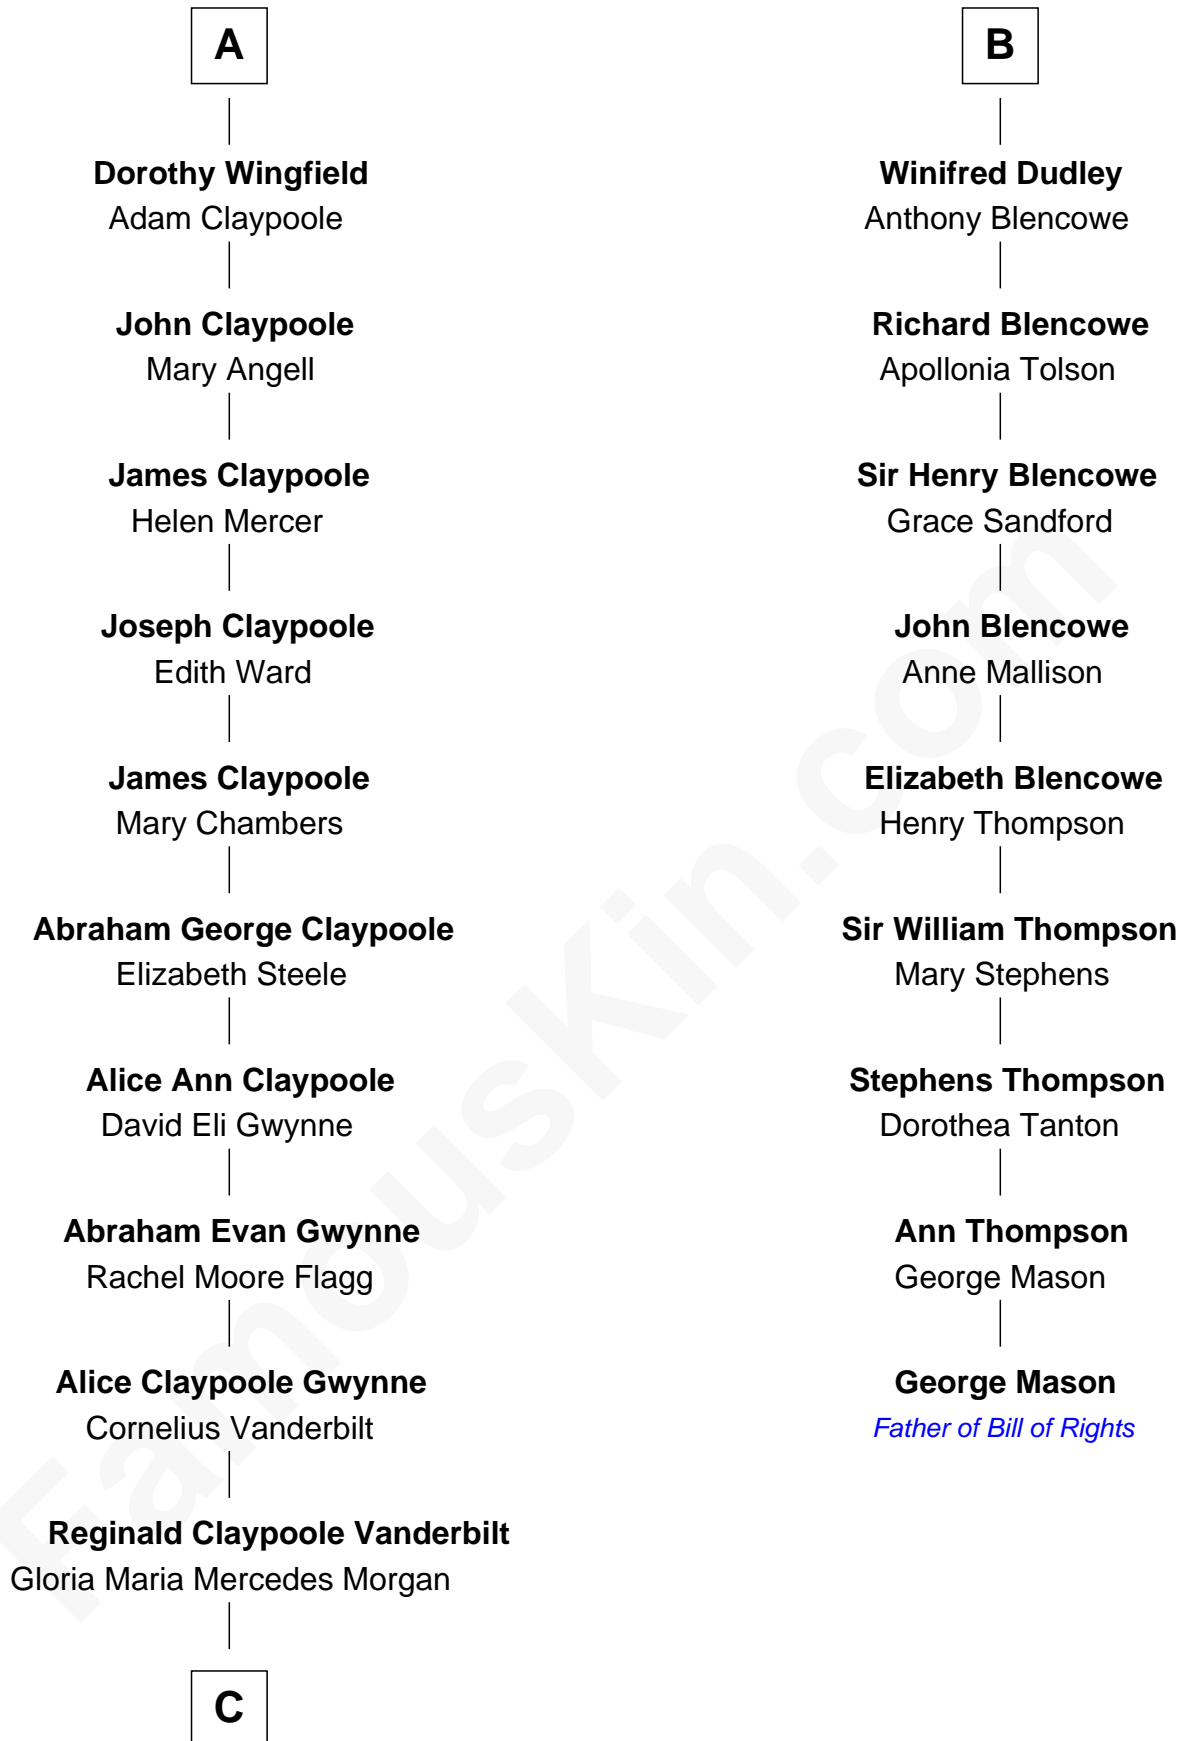 A
Dorothy Wingfield
Adam Claypoole
John Claypoole
Mary Angell
James Claypoole
Helen Mercer
Joseph Claypoole
Edith Ward
James Claypoole
Mary Chambers
Abraham George Claypoole
Elizabeth Steele
Alice Ann Claypoole
David Eli Gwynne
Abraham Evan Gwynne
Rachel Moore Flagg
Alice Claypoole Gwynne
Cornelius Vanderbilt
Reginald Claypoole Vanderbilt
Gloria Maria Mercedes Morgan
C
B
Winifred Dudley
Anthony Blencowe
Richard Blencowe
Apollonia Tolson
Sir Henry Blencowe
Grace Sandford
John Blencowe
Anne Mallison
Elizabeth Blencowe
Henry Thompson
Sir William Thompson
Mary Stephens
Stephens Thompson
Dorothea Tanton
Ann Thompson
George Mason
George Mason
Father of Bill of Rights
FamousKin.com